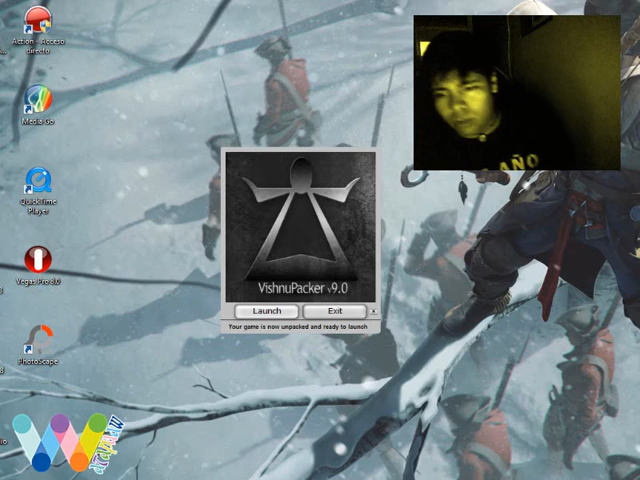 Action - Acceso
directo
Media Go
QuickTime
Player
Vegas Pro 8.0
PhotoScape
AÑO
VishnuPacker v9.0
Launch
Exit
Your game is now unpacked and ready to launch